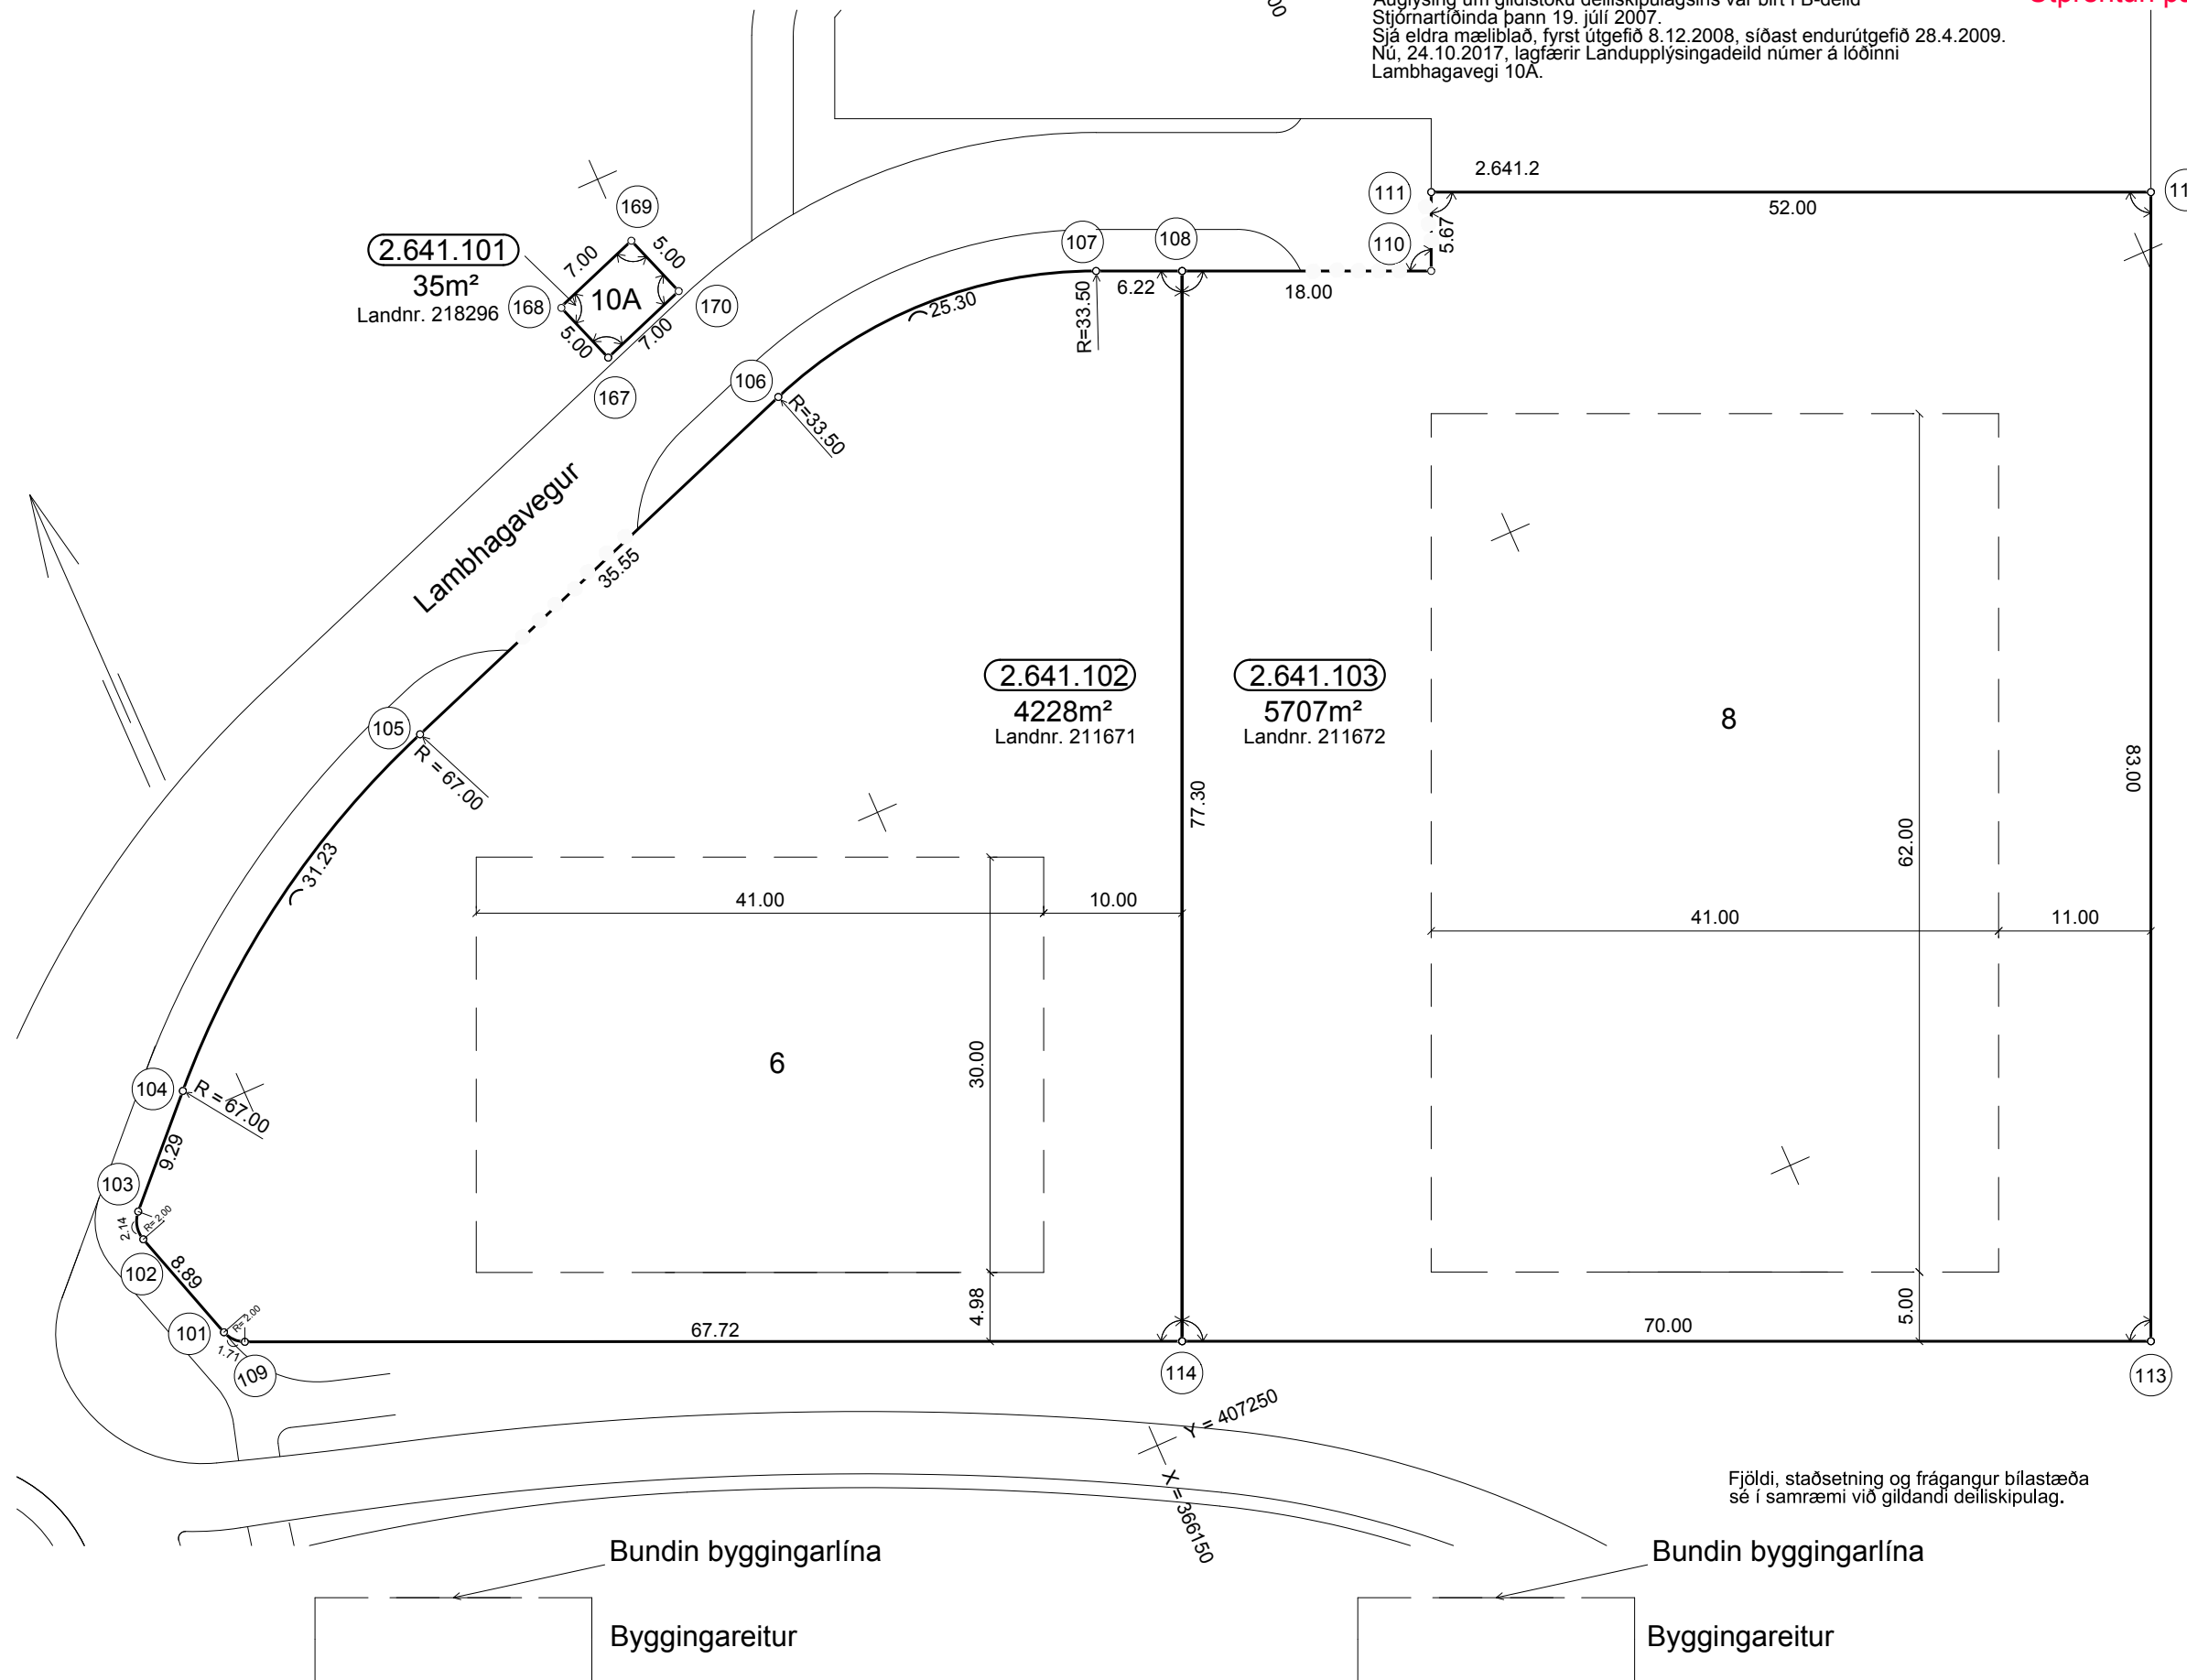 Auglýsing um gildistöku deiliskipulagsins var birt í B-deild
Stjórnartíðinda þann 19. júlí 2007.
Sjá eldra mæliblað, fyrst útgefið 8.12.2008, síðast endurútgefið 28.4.2009.
Nú, 24.10.2017, lagfærir Landupplýsingadeild númer á lóðinni
Lambhagavegi 10A.
2.641.2
111
52.00
5.67
110
169
2.641.101
35m²
Landnr. 218296
168
7.00
5.00
10A
5.00
7.00
170
167
107
108
6.22
18.00
R=33.50
25.30
106
R=33.50
Lambhagavegur
35.55
105
R = 67.00
31.23
2.641.102
4228m²
Landnr. 211671
2.641.103
5707m²
Landnr. 211672
8
77.30
83.00
62.00
41.00
10.00
41.00
11.00
6
30.00
104
R = 67.00
9.29
103
2.14
R= 2.00
102
8.89
101
R= 2.00
1.71
109
67.72
4.98
70.00
5.00
114
113
Y = 407250
X = 366150
Fjöldi, staðsetning og frágangur bílastæða
sé í samræmi við gildandi deiliskipulag.
Bundin byggingarlína
Byggingareitur
Bundin byggingarlína
Byggingareitur